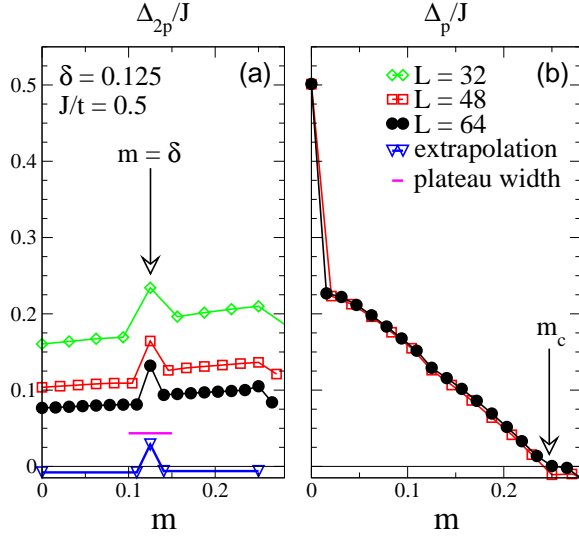 Δ2p/J
Δp/J
(a)
δ = 0.125
J/t = 0.5
m = δ
(b)
L = 32
L = 48
L = 64
extrapolation
plateau width
mc
0.5
0.4
0.3
0.2
0.1
0
0
0.1
0.2
0
0.1
0.2
m
m